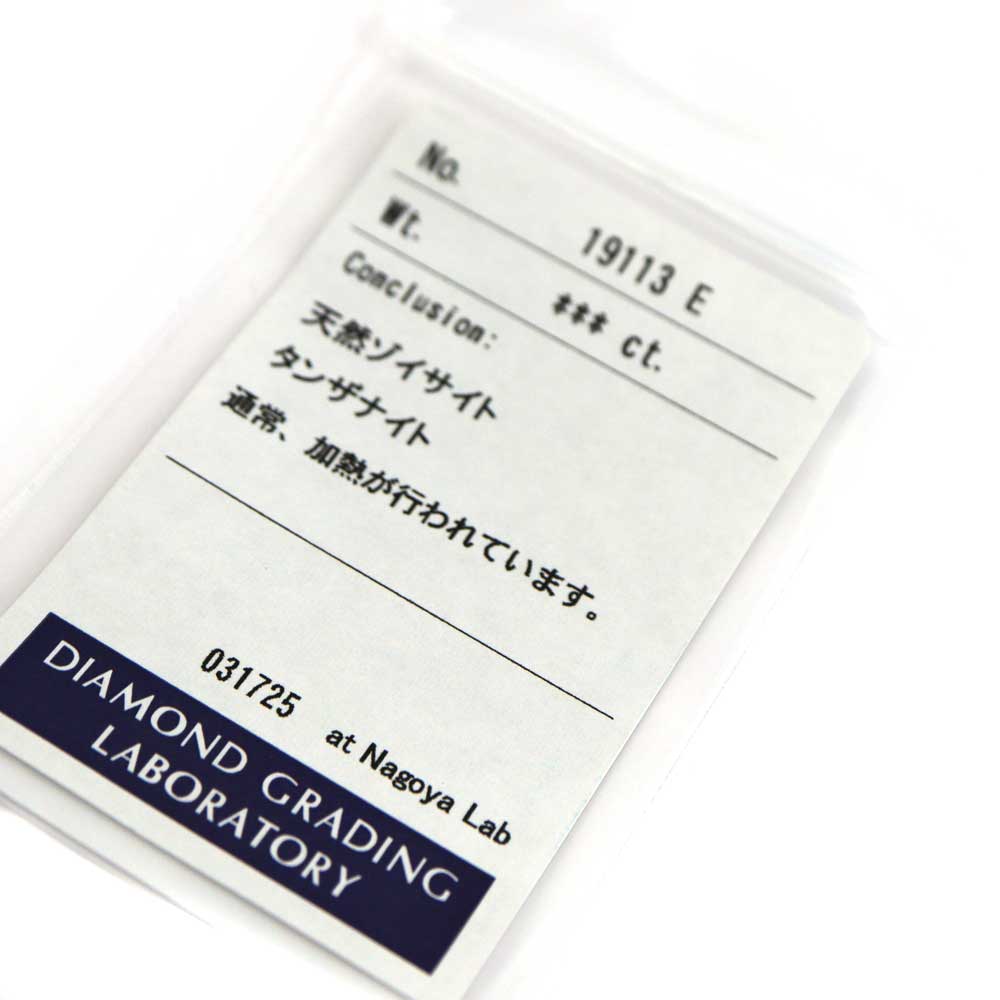 No. 19113 E
Wt. *** ct.
Conclusion:
天然ゾイサイト
タンザナイト
通常、加熱が行われています。
031725 at Nagoya Lab
DIAMOND GRADING
LABORATORY